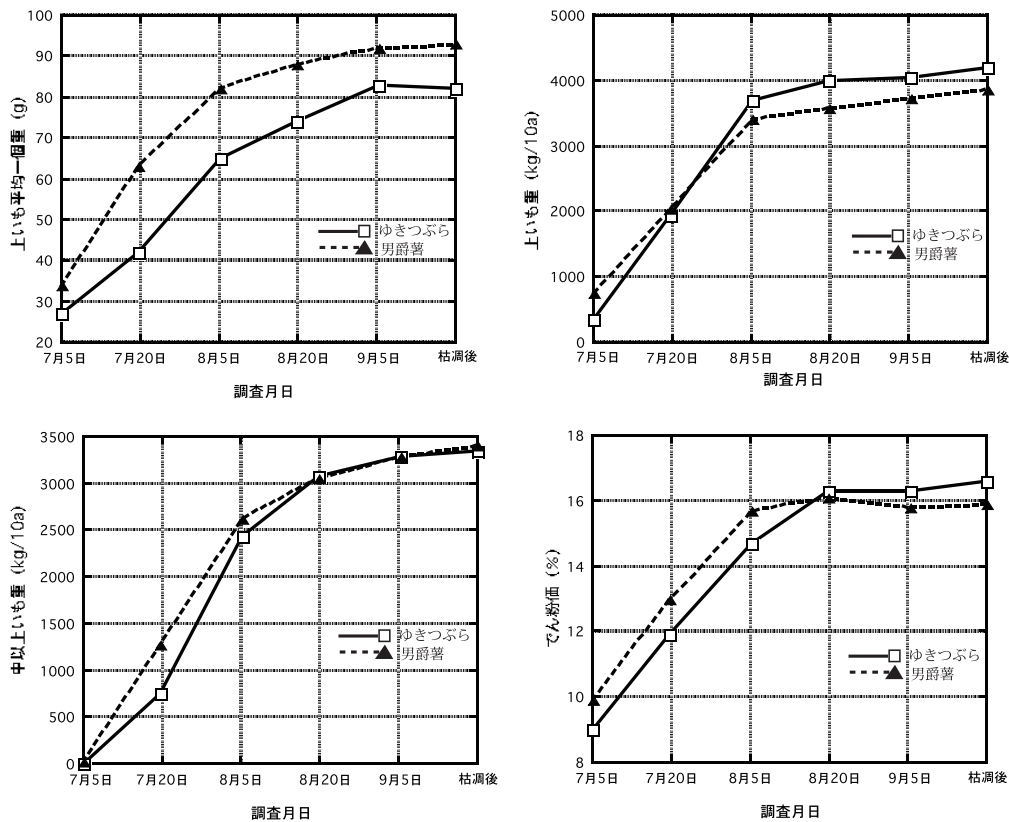 上いも平均一個重 (g)
100
90
80
70
60
50
40
30
20
ゆきつぶら
男爵薯
7月5日 7月20日 8月5日 8月20日 9月5日 枯凋後
調査月日
上いも重 (kg/10a)
5000
4000
3000
2000
1000
0
ゆきつぶら
男爵薯
7月5日 7月20日 8月5日 8月20日 9月5日 枯凋後
調査月日
中以上いも重 (kg/10a)
3500
3000
2500
2000
1500
1000
500
0
ゆきつぶら
男爵薯
7月5日 7月20日 8月5日 8月20日 9月5日 枯凋後
調査月日
でん粉価 (%)
18
16
14
12
10
8
ゆきつぶら
男爵薯
7月5日 7月20日 8月5日 8月20日 9月5日 枯凋後
調査月日